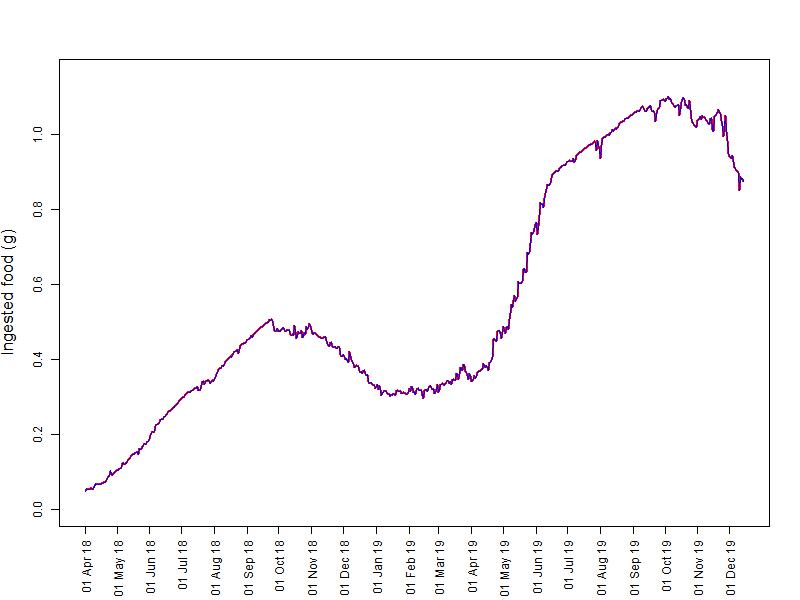 Ingested food (g)
1.0
0.8
0.6
0.4
0.2
0.0
01 Apr 18
01 May 18
01 Jun 18
01 Jul 18
01 Aug 18
01 Sep 18
01 Oct 18
01 Nov 18
01 Dec 18
01 Jan 19
01 Feb 19
01 Mar 19
01 Apr 19
01 May 19
01 Jun 19
01 Jul 19
01 Aug 19
01 Sep 19
01 Oct 19
01 Nov 19
01 Dec 19